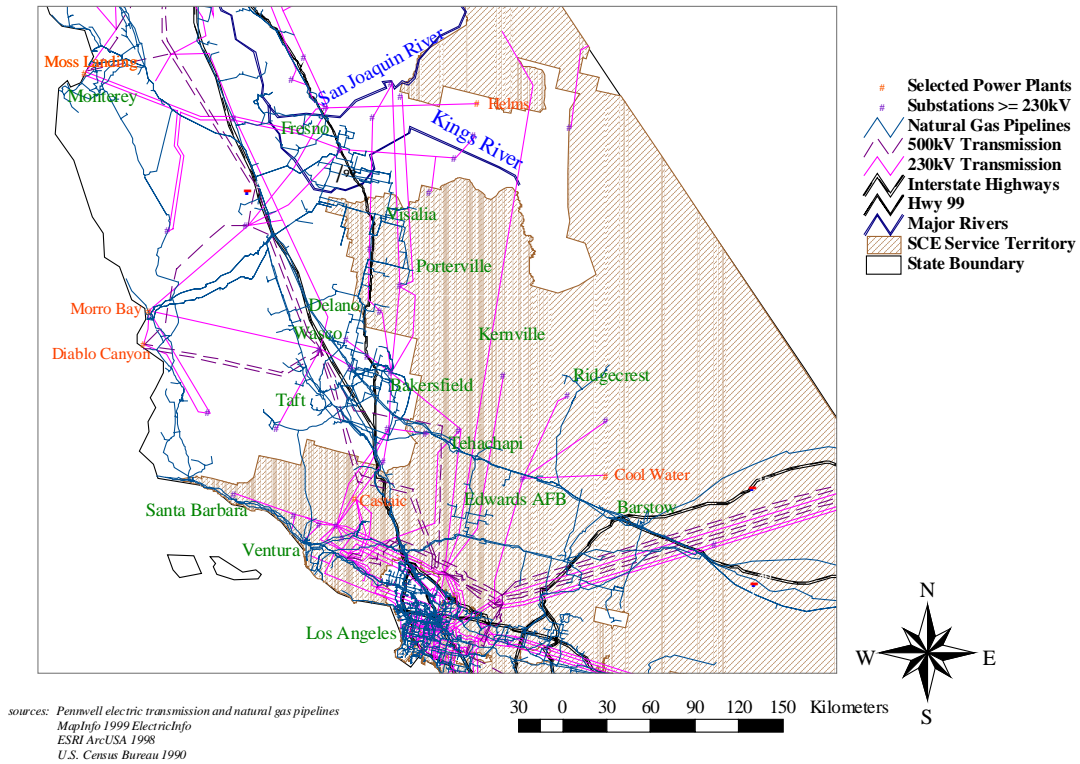 Moss Landing
Monterey
San Joaquin River
Helms
Fresno
Kings River
99
Visalia
Porterville
Morro Bay
Delano
Wasco
Kernville
Diablo Canyon
Bakersfield
Ridgecrest
Taft
Tehachapi
Cool Water
Castaic
Edwards AFB
Santa Barbara
Barstow
Ventura
Los Angeles
Selected Power Plants
Substations >= 230kV
Natural Gas Pipelines
500kV Transmission
230kV Transmission
Interstate Highways
Hwy 99
Major Rivers
SCE Service Territory
State Boundary
N
W E
S
30 0 30 60 90 120 150 Kilometers
sources: Pennwell electric transmission and natural gas pipelines
MapInfo 1999 ElectricInfo
ESRI ArcUSA 1998
U.S. Census Bureau 1990